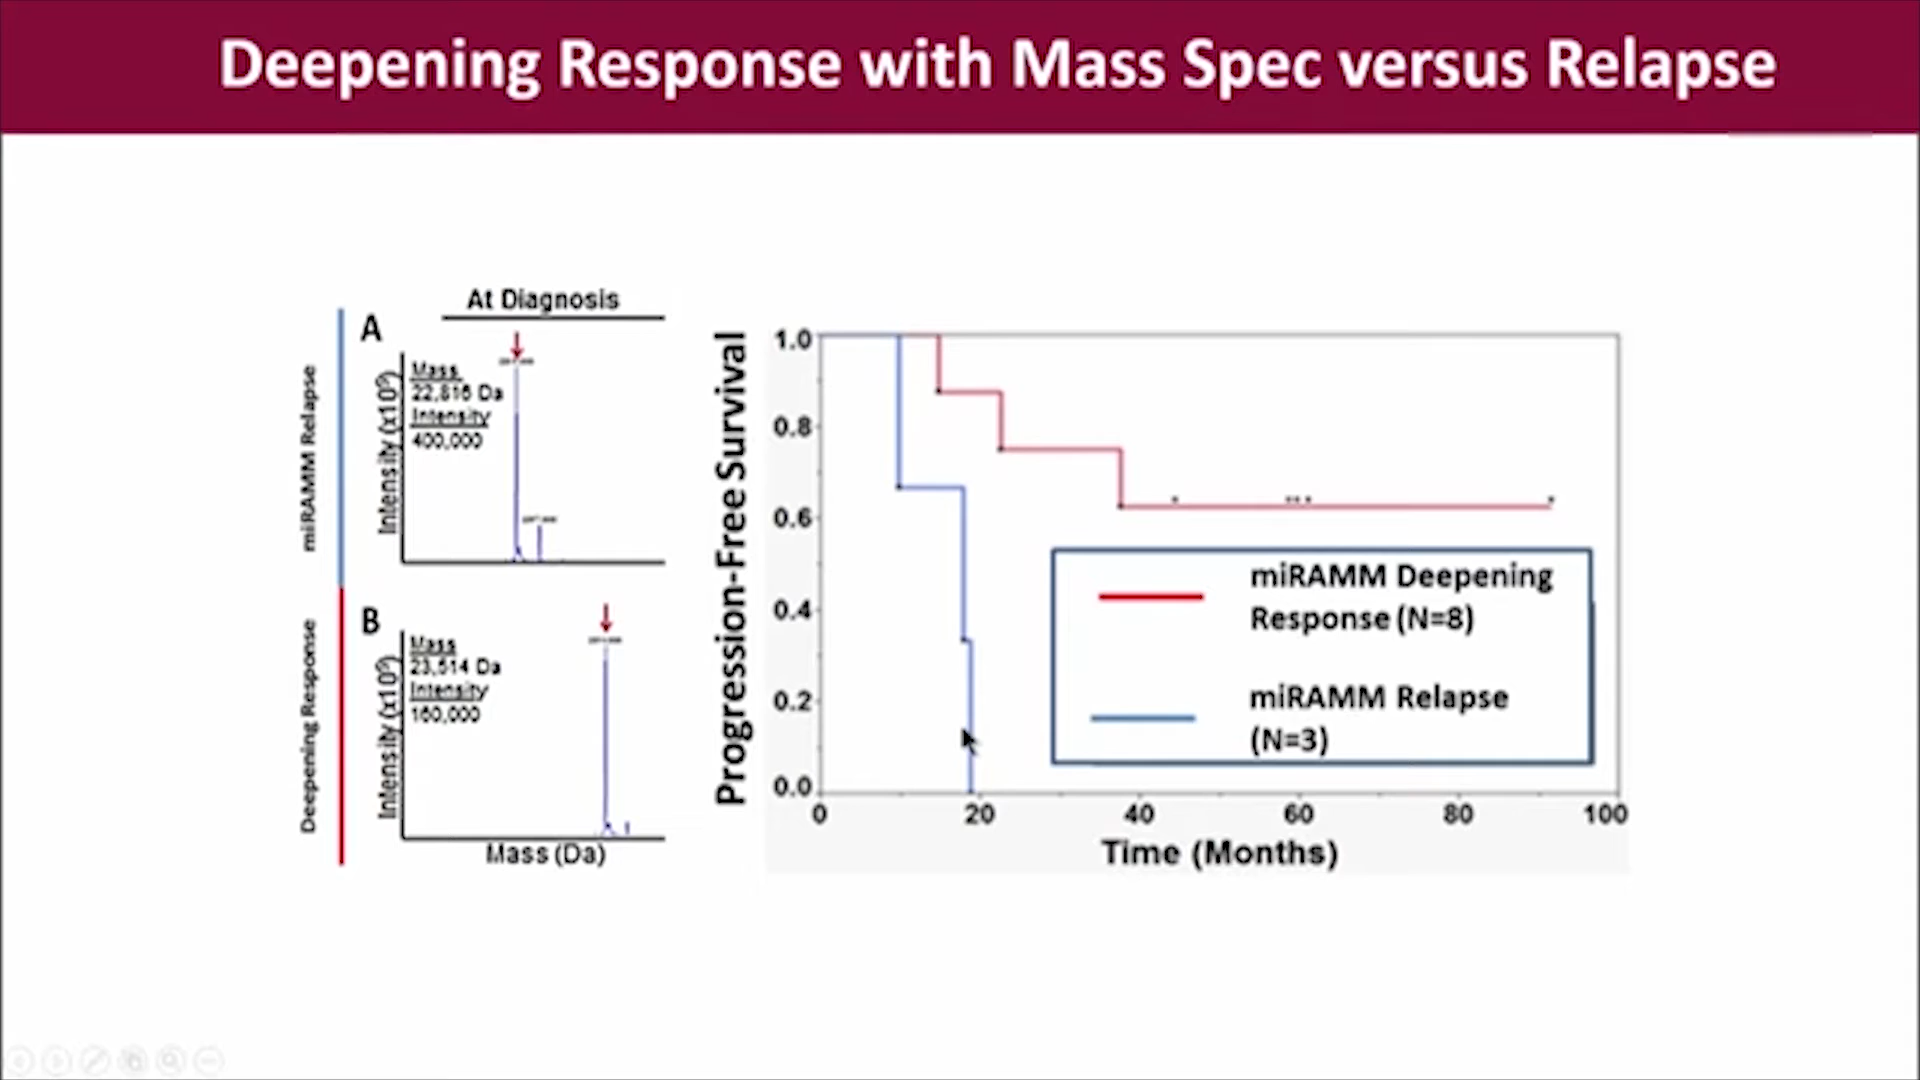 Deepening Response with Mass Spec versus Relapse
At Diagnosis
miRAMM Relapse
A
Intensity (x10⁵)
Mass
22,816 Da
Intensity
400,000
Deepening Response
B
Intensity (x10⁵)
Mass
23,514 Da
Intensity
160,000
Mass (Da)
Progression-Free Survival
1.0
0.8
0.6
0.4
0.2
0.0
0 20 40 60 80 100
Time (Months)
miRAMM Deepening
Response (N=8)
miRAMM Relapse
(N=3)